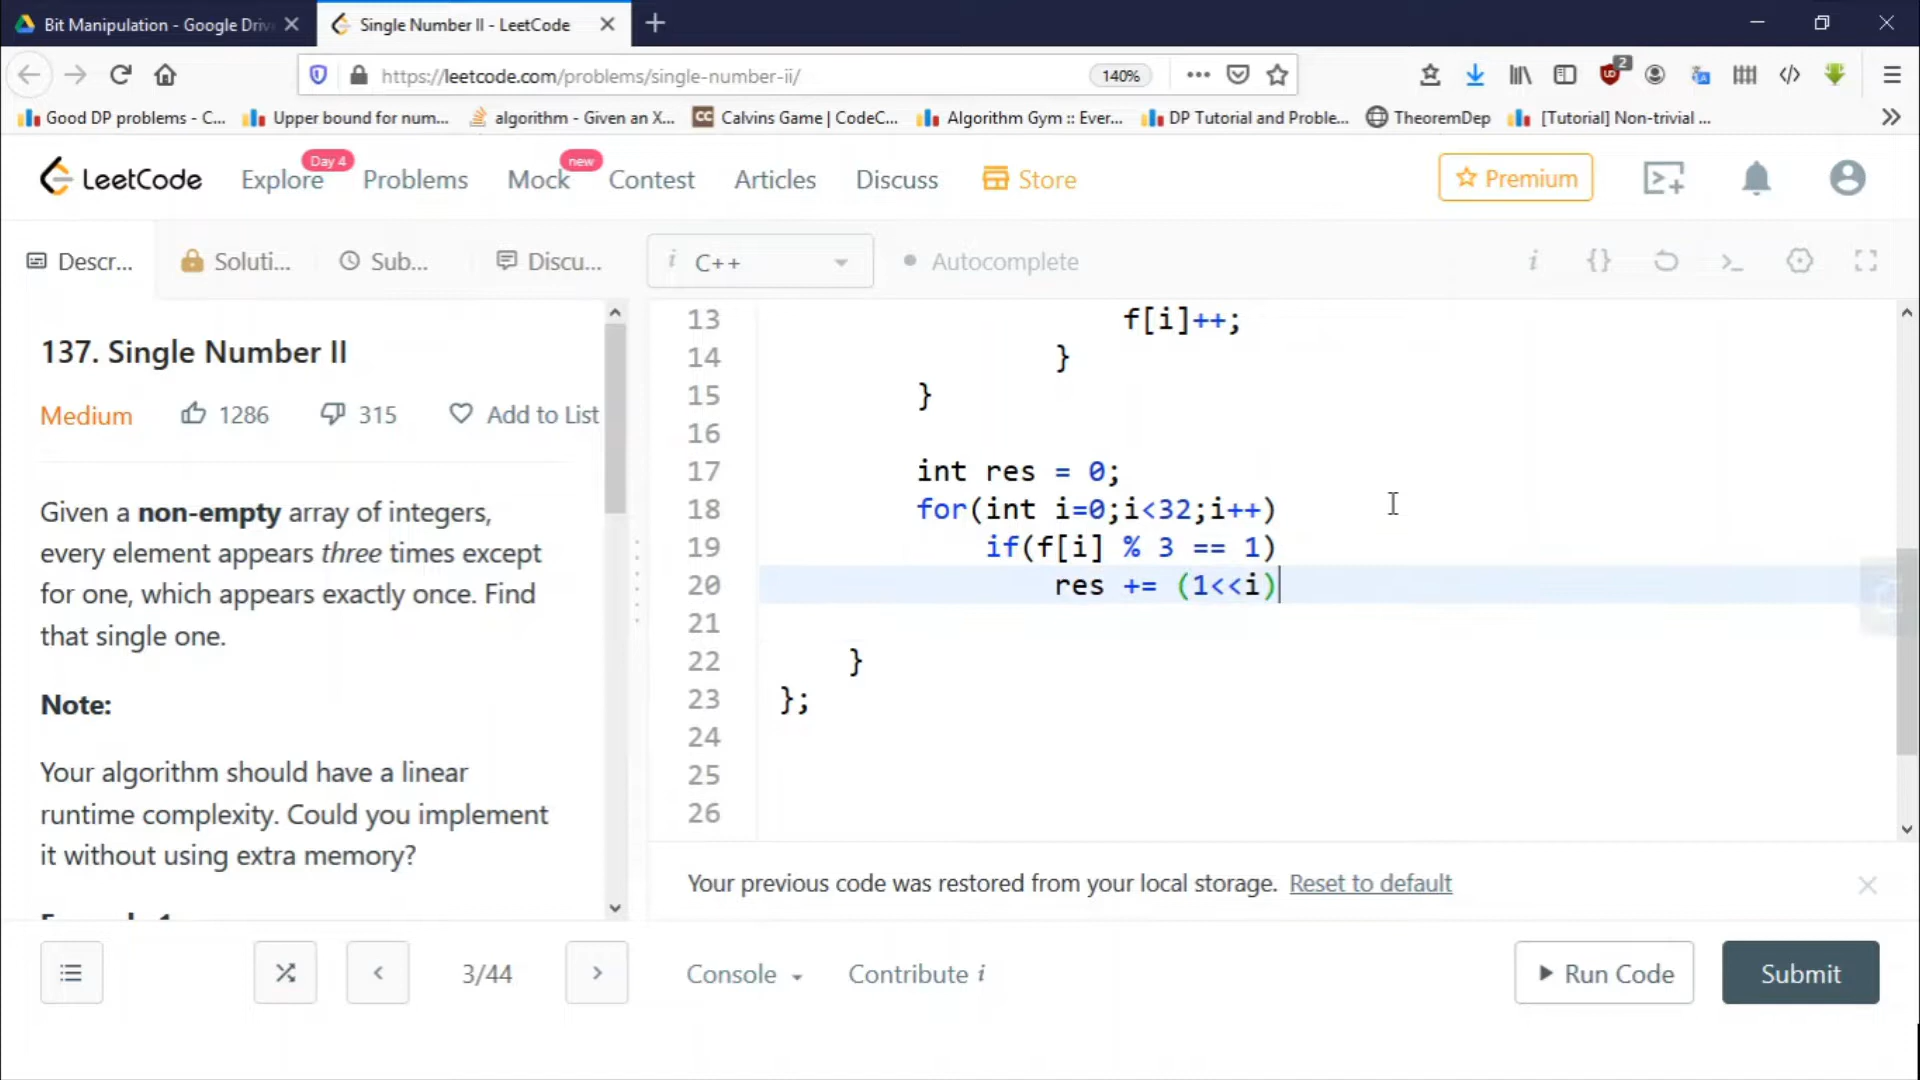 Bit Manipulation - Google Driv
Single Number II - LeetCode
https://leetcode.com/problems/single-number-ii/
140%
2
Good DP problems - C...
Upper bound for num...
algorithm - Given an X...
CC Calvins Game | CodeC...
Algorithm Gym :: Ever...
DP Tutorial and Proble...
TheoremDep
[Tutorial] Non-trivial ...
LeetCode
Explore
Day 4
Problems
Mock
new
Contest
Articles
Discuss
Store
Premium
Descr...
Soluti...
Sub...
Discu...
i C++
Autocomplete
137. Single Number II
Medium
1286
315
Add to List
Given a non-empty array of integers,
every element appears three times except
for one, which appears exactly once. Find
that single one.
Note:
Your algorithm should have a linear
runtime complexity. Could you implement
it without using extra memory?
13 f[i]++;
14 }
15 }
16
17 int res = 0;
18 for(int i=0;i<32;i++)
19 if(f[i] % 3 == 1)
20 res += (1<<i)
21
22 }
23 };
24
25
26
Your previous code was restored from your local storage. Reset to default
3/44
Console
Contribute i
Run Code
Submit